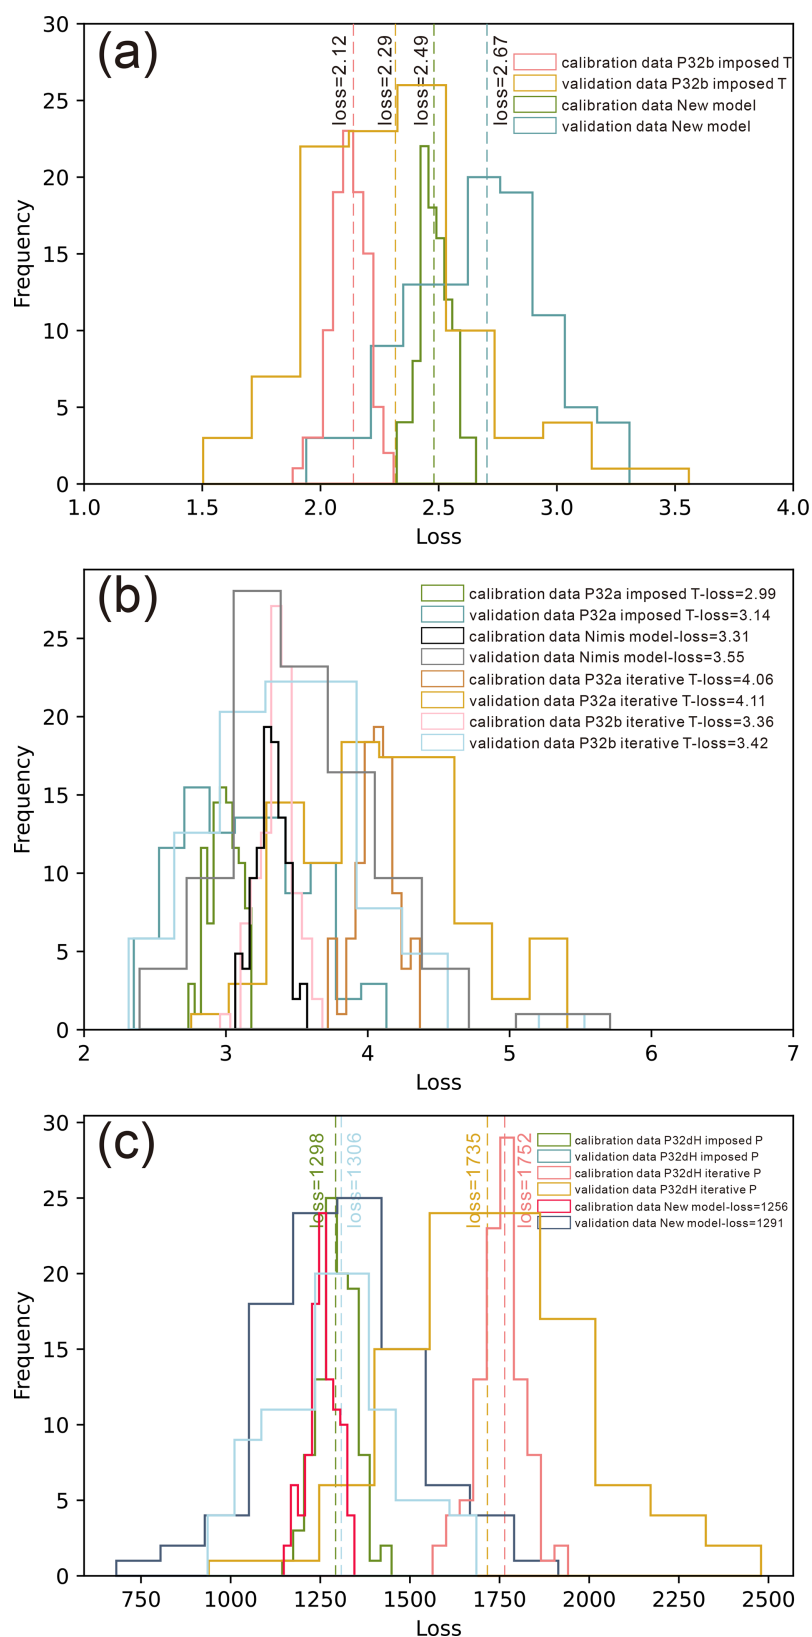 (a)
30
25
20
15
10
5
0
Frequency
loss=2.12
loss=2.29
loss=2.49
loss=2.67
calibration data P32b imposed T
validation data P32b imposed T
calibration data New model
validation data New model
1.0 1.5 2.0 2.5 3.0 3.5 4.0
Loss
(b)
25
20
15
10
5
0
Frequency
calibration data P32a imposed T-loss=2.99
validation data P32a imposed T-loss=3.14
calibration data Nimis model-loss=3.31
validation data Nimis model-loss=3.55
calibration data P32a iterative T-loss=4.06
validation data P32a iterative T-loss=4.11
calibration data P32b iterative T-loss=3.36
validation data P32b iterative T-loss=3.42
2 3 4 5 6 7
Loss
(c)
30
25
20
15
10
5
0
Frequency
loss=1298
loss=1306
loss=1735
loss=1752
calibration data P32dH imposed P
validation data P32dH imposed P
calibration data P32dH iterative P
validation data P32dH iterative P
calibration data New model-loss=1256
validation data New model-loss=1291
750 1000 1250 1500 1750 2000 2250 2500
Loss